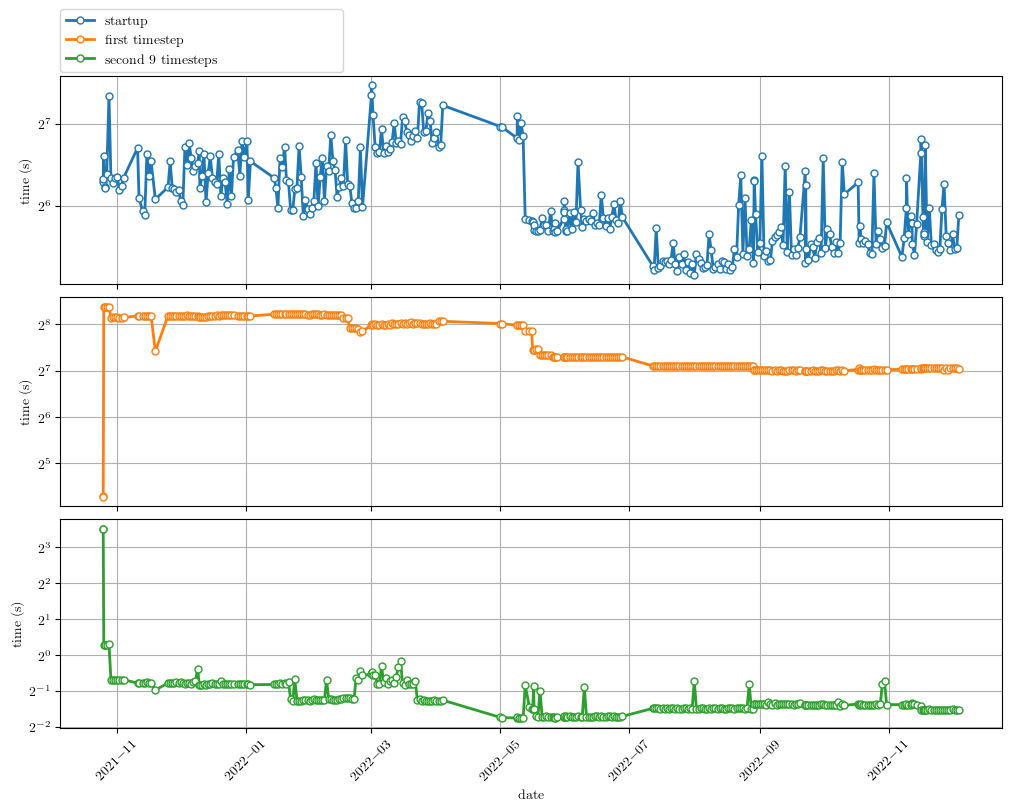 startup
first timestep
second 9 timesteps
2^7
2^6
time (s)
2^8
2^7
2^6
2^5
time (s)
2^3
2^2
2^1
2^0
2^−1
2^−2
time (s)
2021−11
2022−01
2022−03
2022−05
2022−07
2022−09
2022−11
date